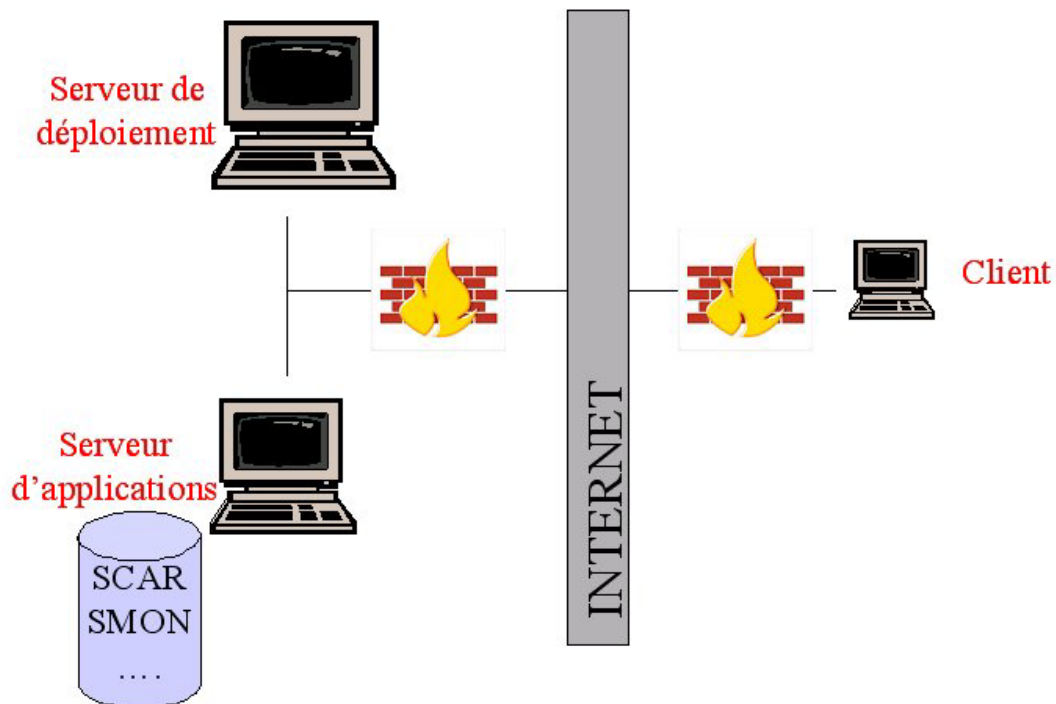 Serveur de
déploiement
Client
INTERNET
Serveur
d’applications
SCAR
SMON
....